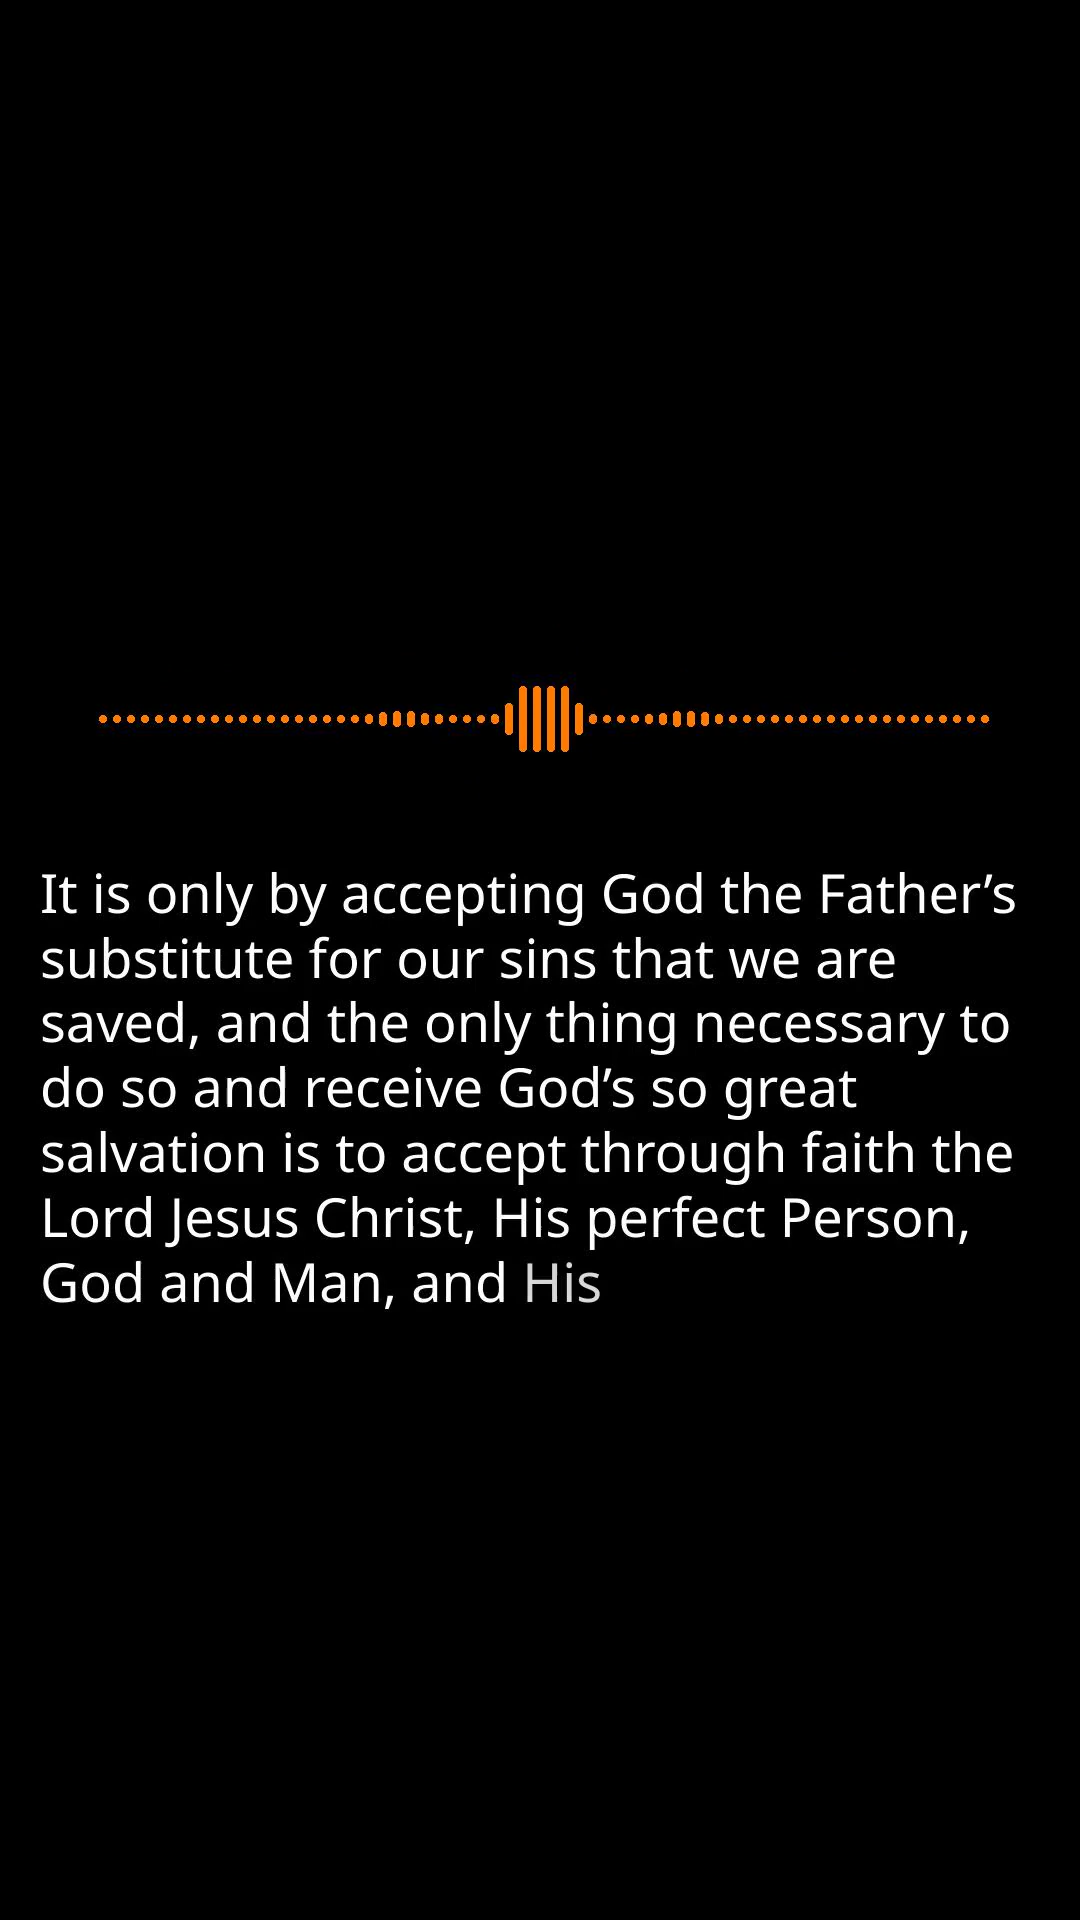 It is only by accepting God the Father’s
substitute for our sins that we are
saved, and the only thing necessary to
do so and receive God’s so great
salvation is to accept through faith the
Lord Jesus Christ, His perfect Person,
God and Man, and His